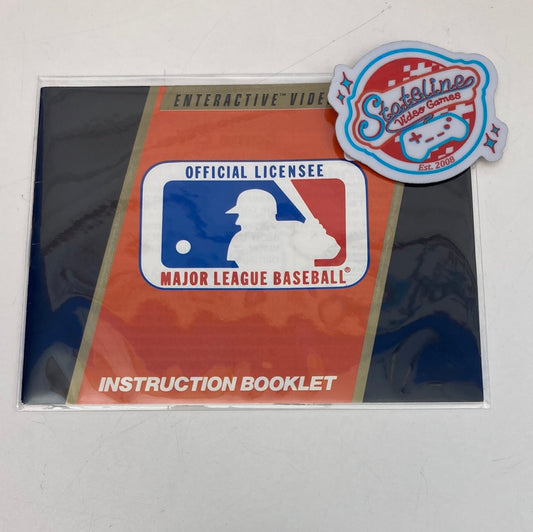 ENTERACTIVE™ VIDE
Stateline
Video Games
Est. 2008
OFFICIAL LICENSEE
MAJOR LEAGUE BASEBALL®
INSTRUCTION BOOKLET